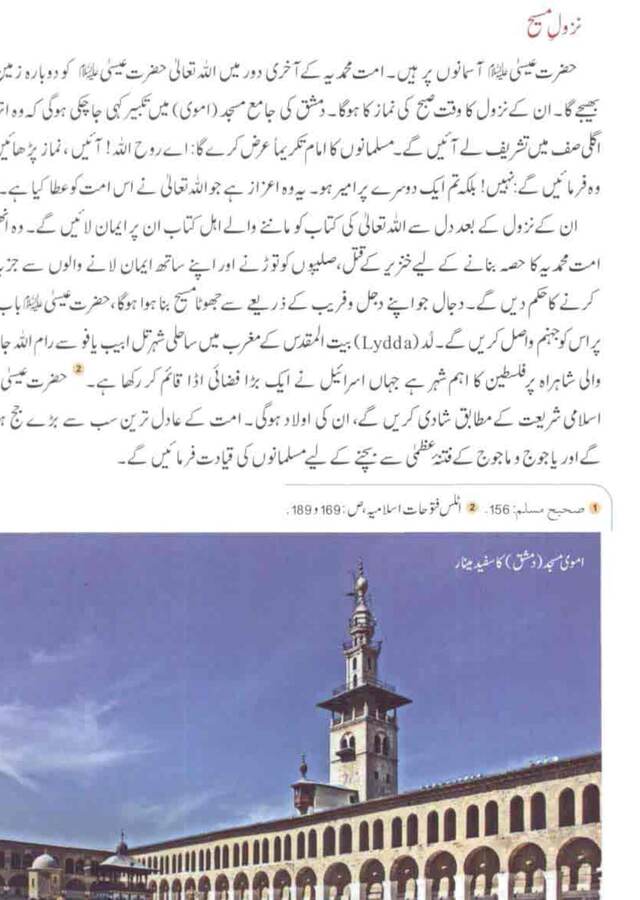 نزولِ مسیح
حضرت عیسیٰ علیہ السلام آسمانوں پر ہیں۔ امت محمدیہ کے آخری دور میں اللہ تعالیٰ حضرت عیسیٰ علیہ السلام کو دوبارہ زمین
بھیجے گا۔ ان کے نزول کا وقت صبح کی نماز کا ہوگا۔ دمشق کی جامع مسجد (اموی) میں تکبیر کہی جاچکی ہوگی کہ وہ
اگلی صف میں تشریف لے آئیں گے۔ مسلمانوں کا امام تکریماً عرض کرے گا: اے روح اللہ! آئیں، نماز پڑھائیں
وہ فرمائیں گے: نہیں! بلکہ تم ایک دوسرے پر امیر ہو۔ یہ وہ اعزاز ہے جو اللہ تعالیٰ نے اس امت کو عطا کیا ہے۔
ان کے نزول کے بعد دل سے اللہ تعالیٰ کی کتاب کو ماننے والے اہل کتاب ان پر ایمان لائیں گے۔ وہ
امت محمدیہ کا حصہ بنانے کے لیے خنزیر کے قتل، صلیبوں کو توڑنے اور اپنے ساتھ ایمان لانے والوں سے
کرنے کا حکم دیں گے۔ دجال جو اپنے دجل و فریب کے ذریعے سے جھوٹا مسیح بنا ہوا ہوگا، حضرت عیسیٰ علیہ السلام باب
پر اس کو جہنم واصل کریں گے۔ لُد (Lydda) بیت المقدس کے مغرب میں ساحلی شہر تل ابیب یافو سے رام اللہ
والی شاہراہ پر فلسطین کا اہم شہر ہے جہاں اسرائیل نے ایک بڑا فضائی اڈا قائم کر رکھا ہے۔ 2 حضرت عیسیٰ
اسلامی شریعت کے مطابق شادی کریں گے، ان کی اولاد ہوگی۔ امت کے عادل ترین سب سے بڑے جج
گے اور یاجوج و ماجوج کے فتنۂ عظمیٰ سے بچنے کے لیے مسلمانوں کی قیادت فرمائیں گے۔
1 صحیح مسلم: 156. 2 اٹلس فتوحات اسلامیہ، ص: 169 و 189.
اموی مسجد (دمشق) کا سفید مینار